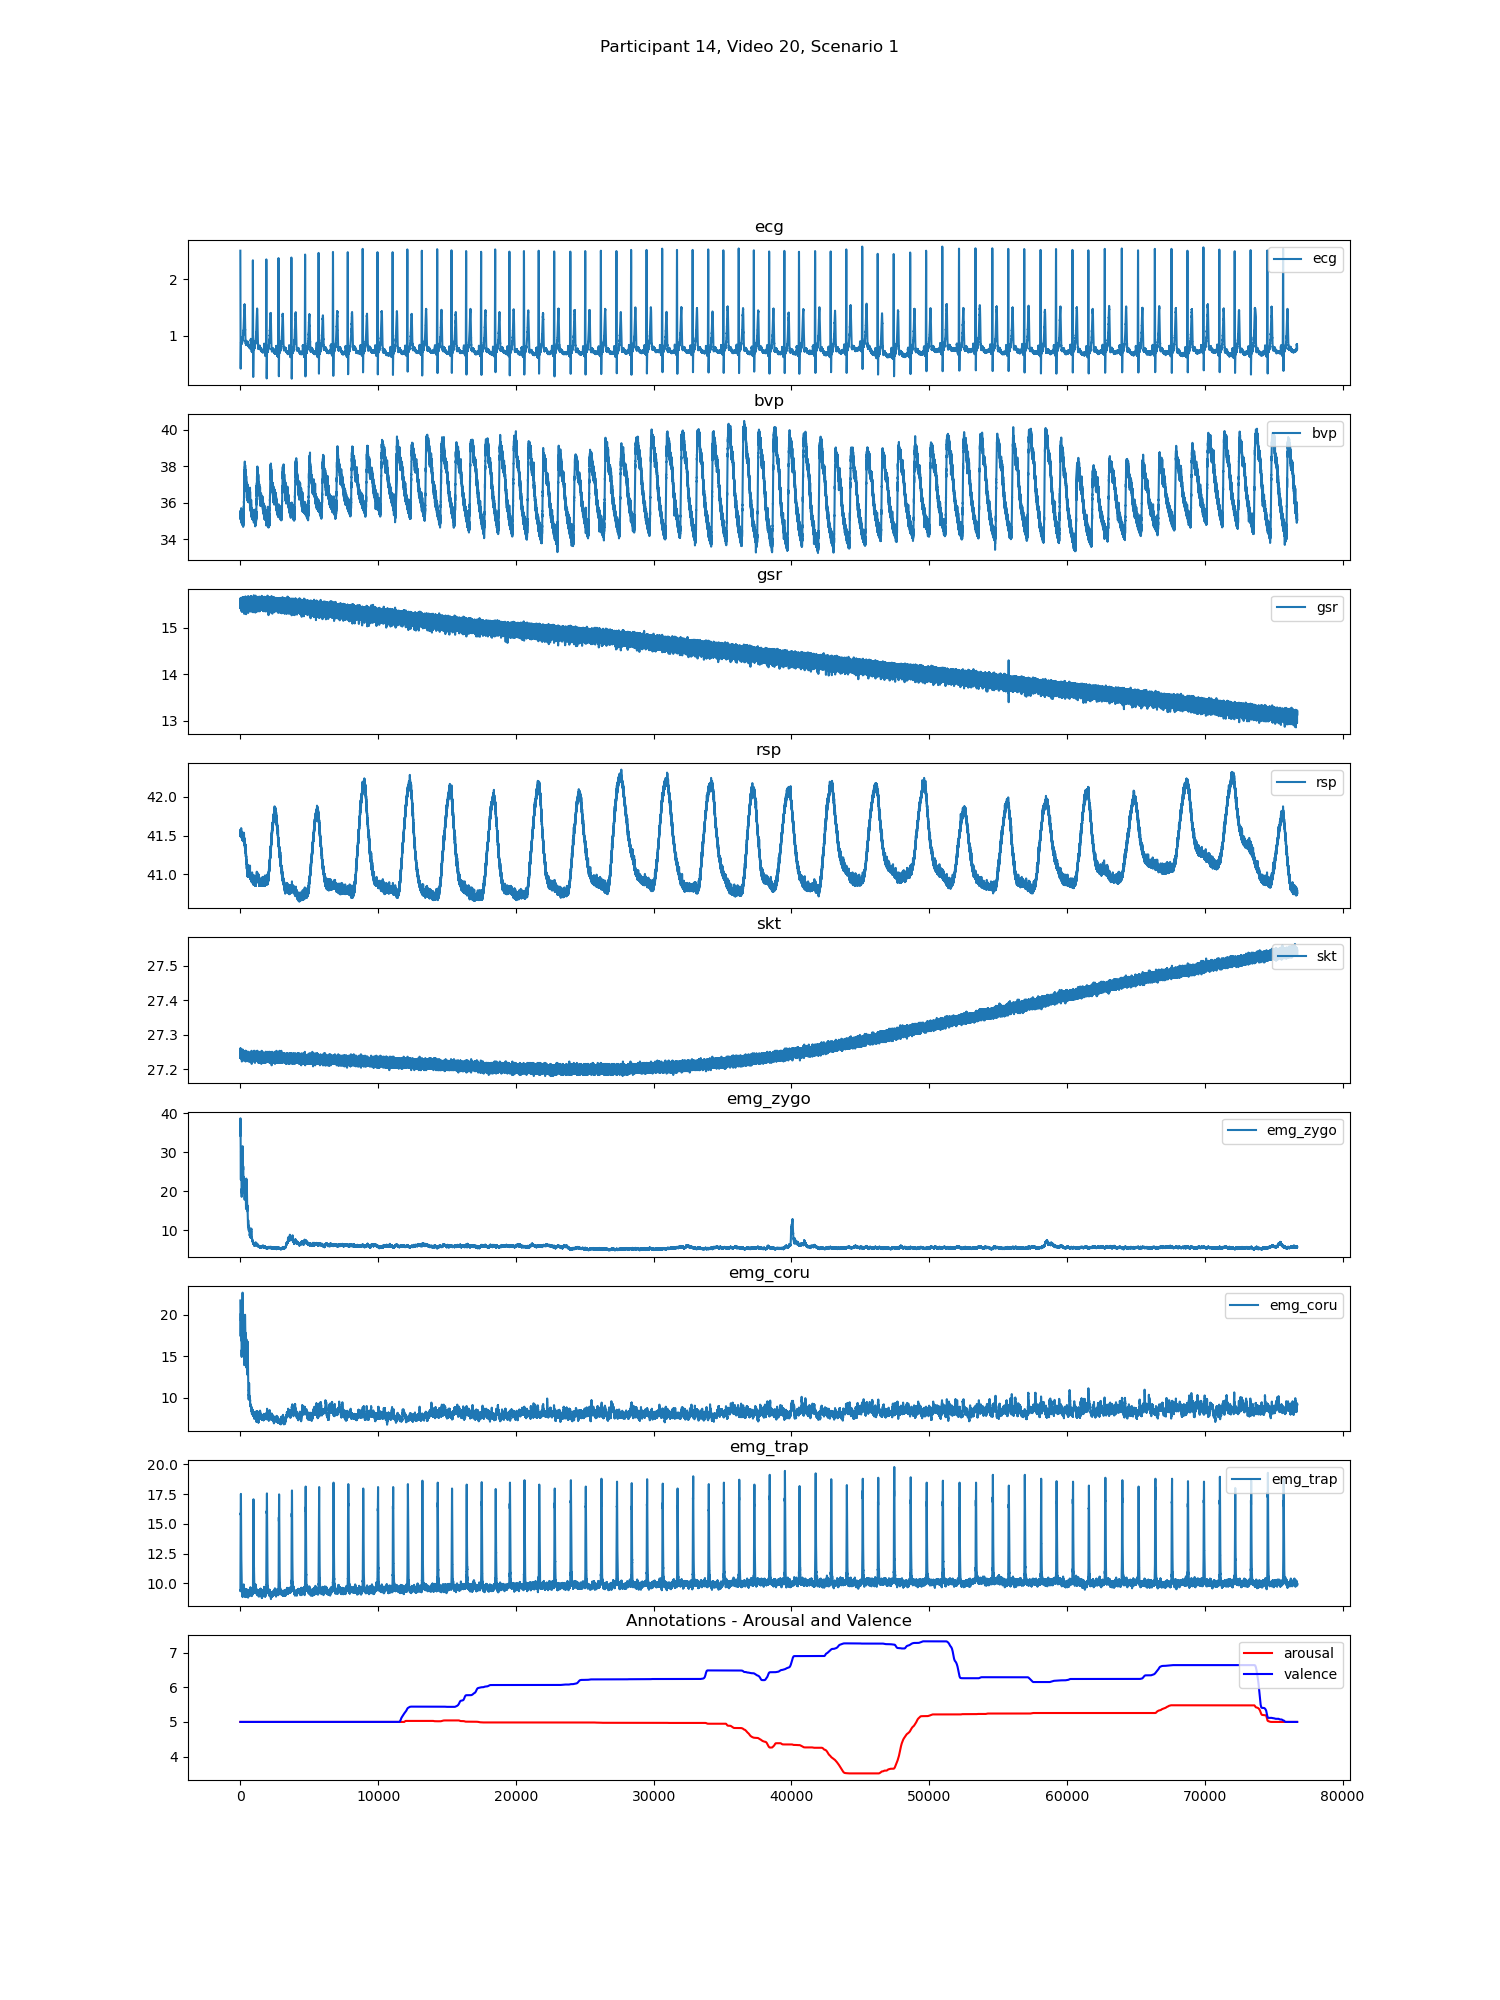 Participant 14, Video 20, Scenario 1
ecg
2
1
ecg
bvp
40
38
36
34
bvp
gsr
15
14
13
gsr
rsp
42.0
41.5
41.0
rsp
skt
27.5
27.4
27.3
27.2
skt
emg_zygo
40
30
20
10
emg_zygo
emg_coru
20
15
10
emg_coru
emg_trap
20.0
17.5
15.0
12.5
10.0
emg_trap
Annotations - Arousal and Valence
7
6
5
4
arousal
valence
0 10000 20000 30000 40000 50000 60000 70000 80000